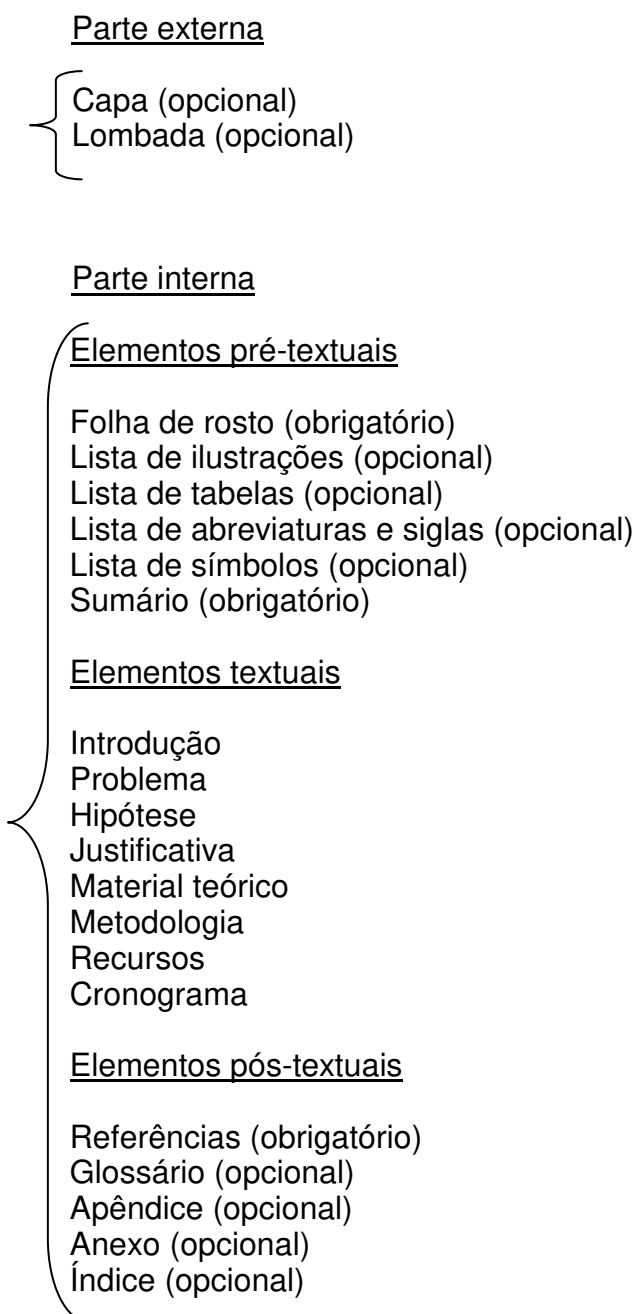 Parte externa
Capa (opcional)
Lombada (opcional)
Parte interna
Elementos pré-textuais
Folha de rosto (obrigatório)
Lista de ilustrações (opcional)
Lista de tabelas (opcional)
Lista de abreviaturas e siglas (opcional)
Lista de símbolos (opcional)
Sumário (obrigatório)
Elementos textuais
Introdução
Problema
Hipótese
Justificativa
Material teórico
Metodologia
Recursos
Cronograma
Elementos pós-textuais
Referências (obrigatório)
Glossário (opcional)
Apêndice (opcional)
Anexo (opcional)
Índice (opcional)